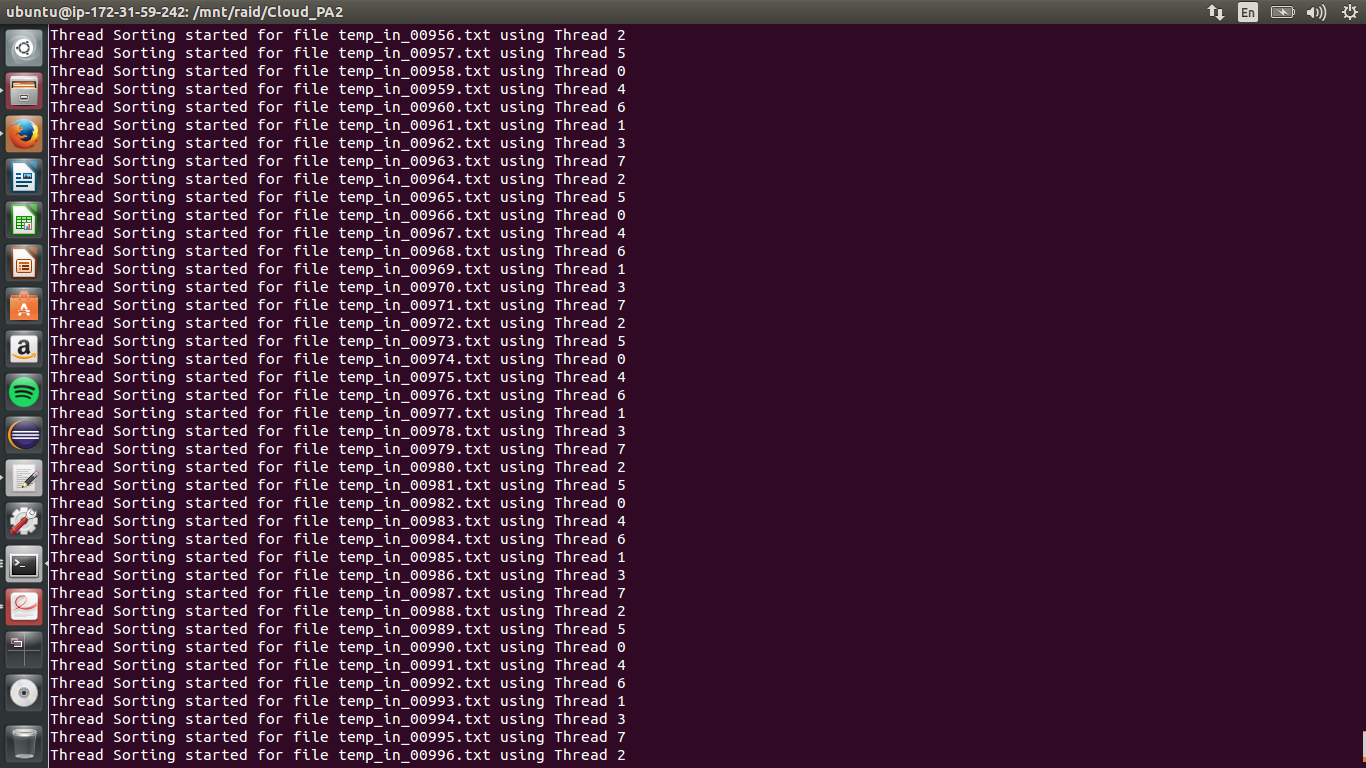 ubuntu@ip-172-31-59-242: /mnt/raid/Cloud_PA2
En
Thread Sorting started for file temp_in_00956.txt using Thread 2
Thread Sorting started for file temp_in_00957.txt using Thread 5
Thread Sorting started for file temp_in_00958.txt using Thread 0
Thread Sorting started for file temp_in_00959.txt using Thread 4
Thread Sorting started for file temp_in_00960.txt using Thread 6
Thread Sorting started for file temp_in_00961.txt using Thread 1
Thread Sorting started for file temp_in_00962.txt using Thread 3
Thread Sorting started for file temp_in_00963.txt using Thread 7
Thread Sorting started for file temp_in_00964.txt using Thread 2
Thread Sorting started for file temp_in_00965.txt using Thread 5
Thread Sorting started for file temp_in_00966.txt using Thread 0
Thread Sorting started for file temp_in_00967.txt using Thread 4
Thread Sorting started for file temp_in_00968.txt using Thread 6
Thread Sorting started for file temp_in_00969.txt using Thread 1
Thread Sorting started for file temp_in_00970.txt using Thread 3
Thread Sorting started for file temp_in_00971.txt using Thread 7
Thread Sorting started for file temp_in_00972.txt using Thread 2
Thread Sorting started for file temp_in_00973.txt using Thread 5
Thread Sorting started for file temp_in_00974.txt using Thread 0
Thread Sorting started for file temp_in_00975.txt using Thread 4
Thread Sorting started for file temp_in_00976.txt using Thread 6
Thread Sorting started for file temp_in_00977.txt using Thread 1
Thread Sorting started for file temp_in_00978.txt using Thread 3
Thread Sorting started for file temp_in_00979.txt using Thread 7
Thread Sorting started for file temp_in_00980.txt using Thread 2
Thread Sorting started for file temp_in_00981.txt using Thread 5
Thread Sorting started for file temp_in_00982.txt using Thread 0
Thread Sorting started for file temp_in_00983.txt using Thread 4
Thread Sorting started for file temp_in_00984.txt using Thread 6
Thread Sorting started for file temp_in_00985.txt using Thread 1
Thread Sorting started for file temp_in_00986.txt using Thread 3
Thread Sorting started for file temp_in_00987.txt using Thread 7
Thread Sorting started for file temp_in_00988.txt using Thread 2
Thread Sorting started for file temp_in_00989.txt using Thread 5
Thread Sorting started for file temp_in_00990.txt using Thread 0
Thread Sorting started for file temp_in_00991.txt using Thread 4
Thread Sorting started for file temp_in_00992.txt using Thread 6
Thread Sorting started for file temp_in_00993.txt using Thread 1
Thread Sorting started for file temp_in_00994.txt using Thread 3
Thread Sorting started for file temp_in_00995.txt using Thread 7
Thread Sorting started for file temp_in_00996.txt using Thread 2